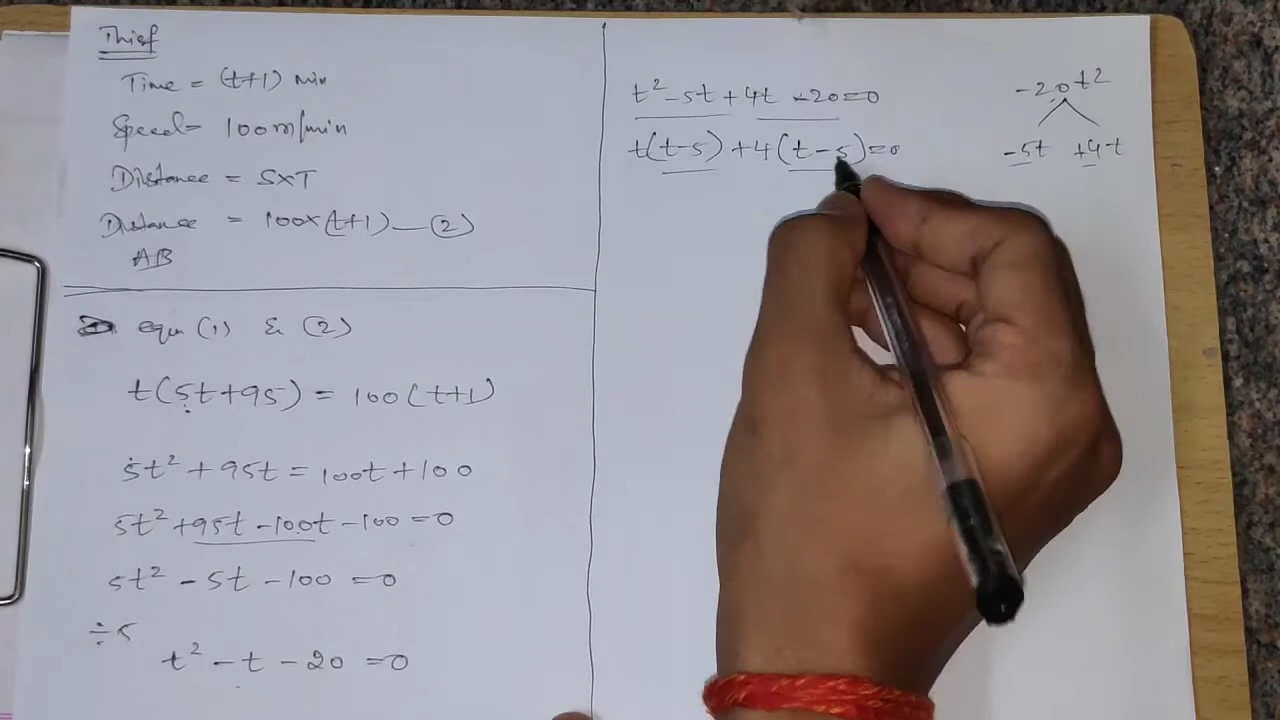 Thief
Time = (t+1) min
Speed = 100m/min
Distance = S×T
Distance = 100×(t+1) — (2)
AB
equn (1) & (2)
t(5t+95) = 100(t+1)
5t² + 95t = 100t + 100
5t² + 95t - 100t - 100 = 0
5t² - 5t - 100 = 0
÷5
t² - t - 20 = 0
t² - 5t + 4t - 20 = 0
t(t-5) + 4(t-5) = 0
-20t²
-5t +4t